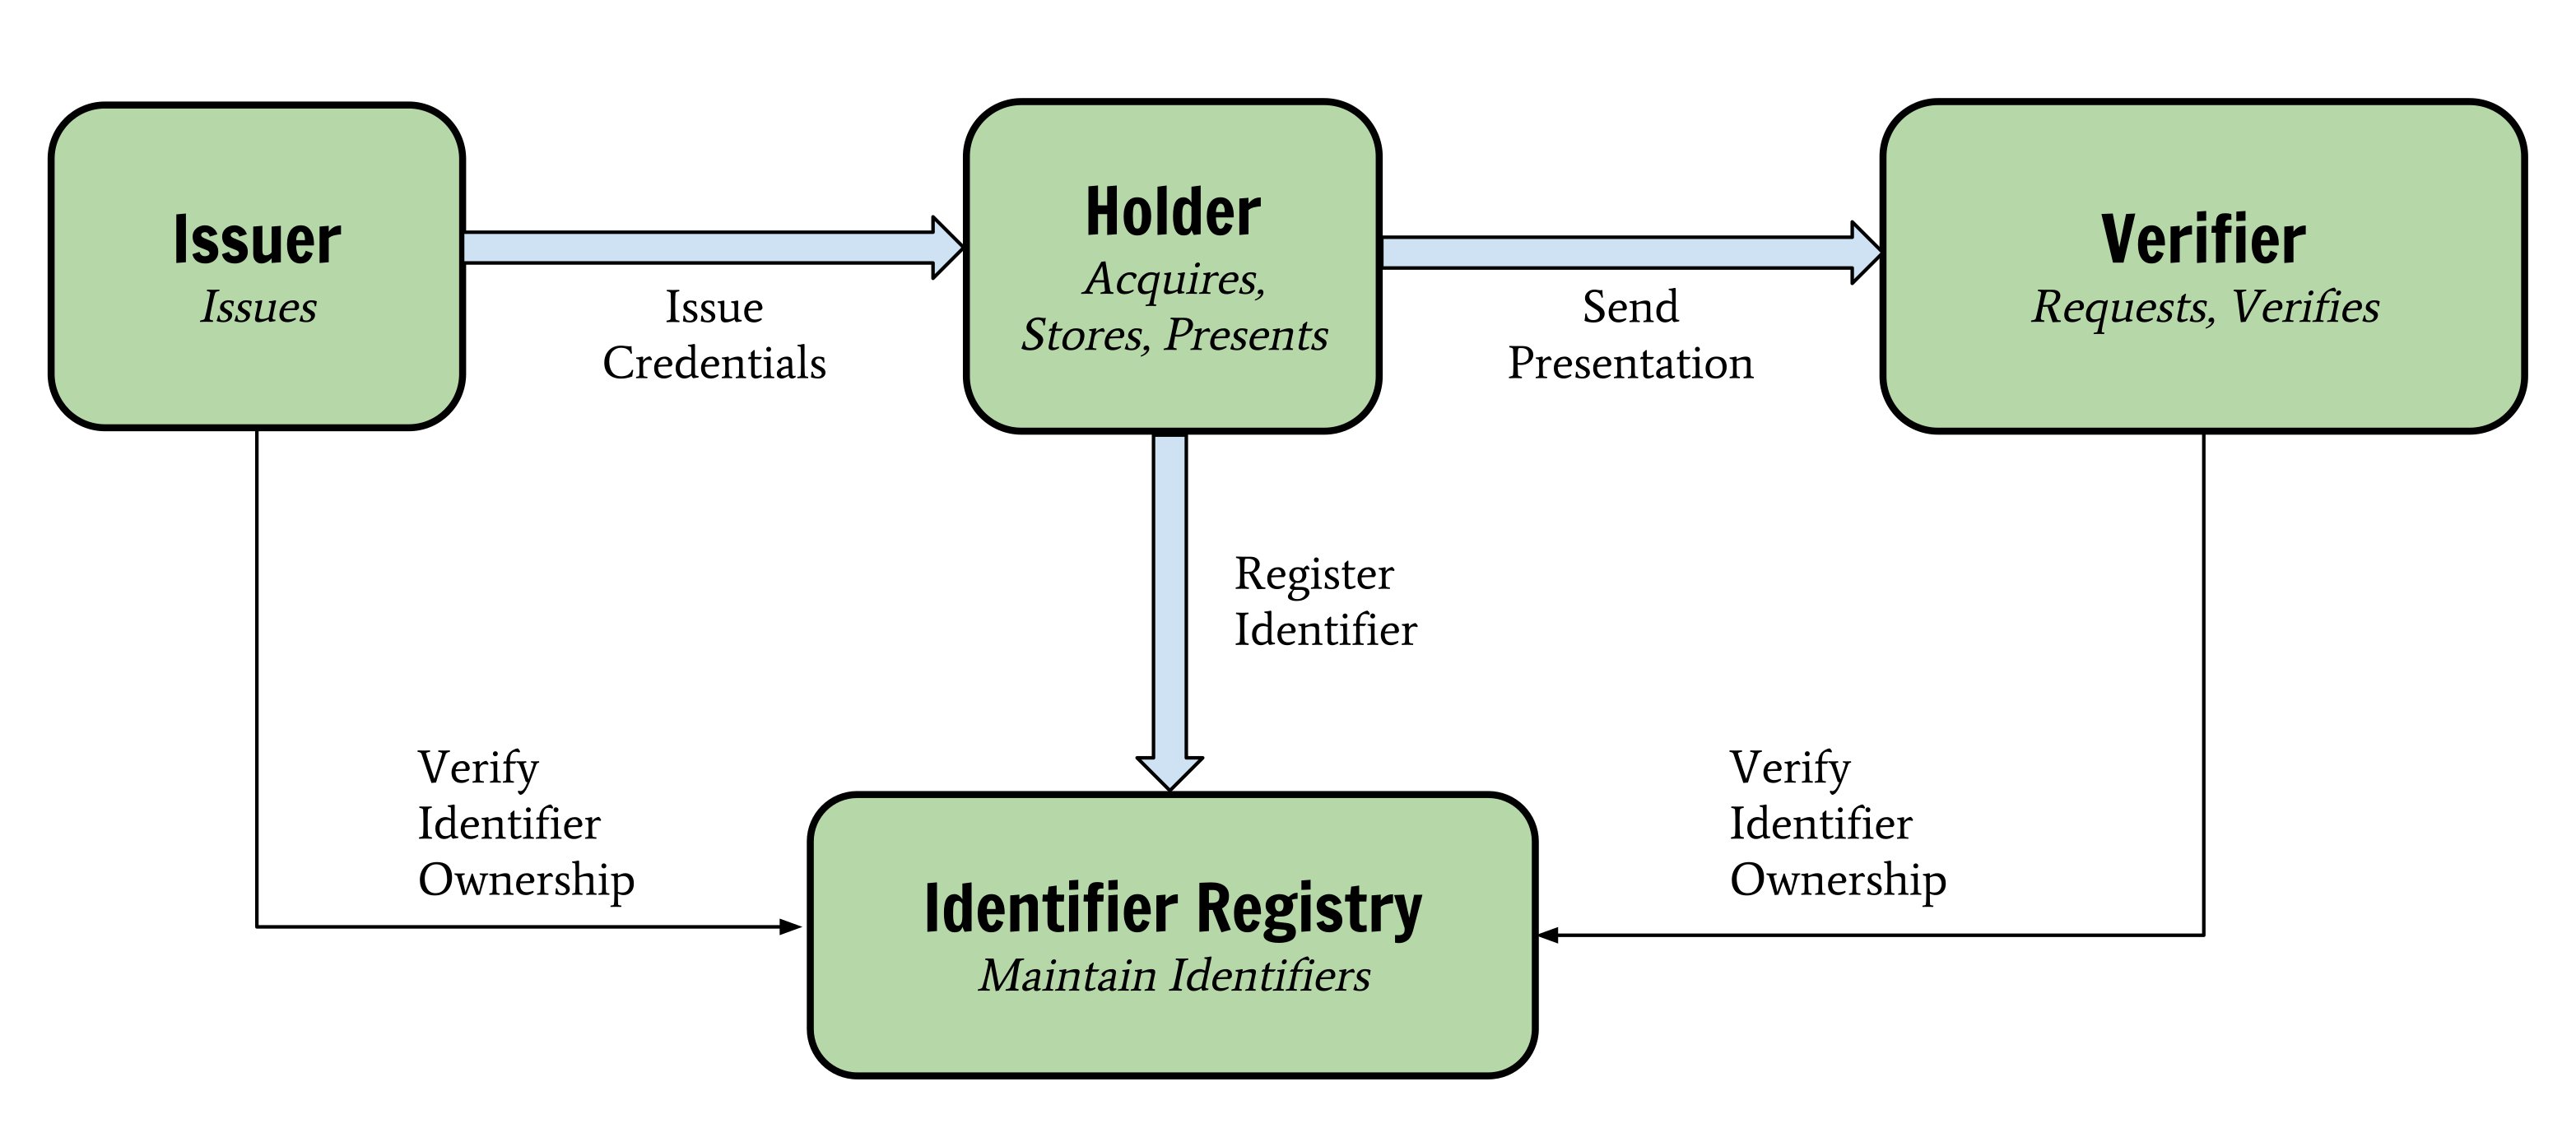 Issuer
Issues
Issue
Credentials
Holder
Acquires,
Stores, Presents
Send
Presentation
Verifier
Requests, Verifies
Register
Identifier
Verify
Identifier
Ownership
Verify
Identifier
Ownership
Identifier Registry
Maintain Identifiers